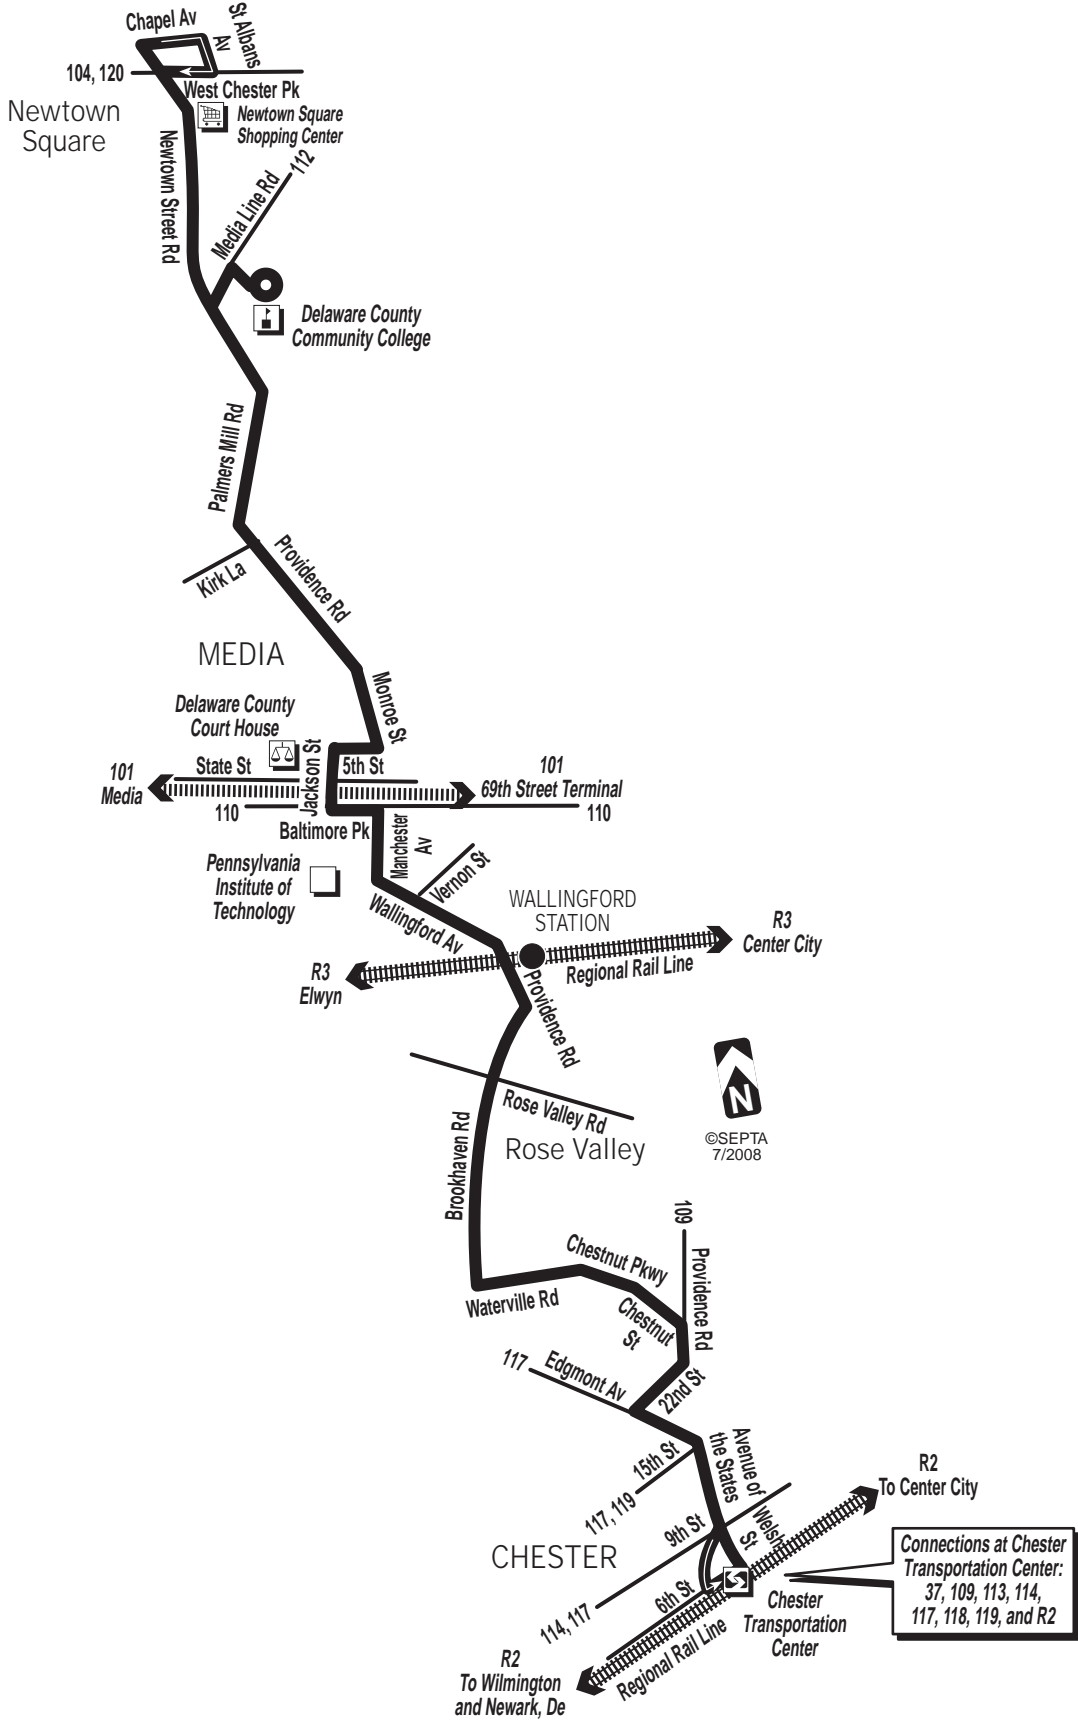 Chapel Av
St Albans
Av
104, 120
West Chester Pk
Newtown
Square
Newtown Square
Shopping Center
Newtown Street Rd
112
Media Line Rd
Delaware County
Community College
Palmers Mill Rd
Kirk La
Providence Rd
MEDIA
Monroe St
Delaware County
Court House
Jackson St
State St
5th St
101
Media
101
69th Street Terminal
110
110
Baltimore Pk
Manchester
Av
Pennsylvania
Institute of
Technology
Vernon St
Wallingford Av
WALLINGFORD
STATION
R3
Center City
R3
Elwyn
Regional Rail Line
Providence Rd
Rose Valley Rd
Rose Valley
Brookhaven Rd
N
©SEPTA
7/2008
109
Providence Rd
Chestnut Pkwy
Waterville Rd
Chestnut
St
117
Edgmont Av
22nd St
Avenue of
the States
15th St
117, 119
9th St
Welsh
St
R2
To Center City
CHESTER
114, 117
6th St
Connections at Chester
Transportation Center:
37, 109, 113, 114,
117, 118, 119, and R2
Chester
Transportation
Center
Regional Rail Line
R2
To Wilmington
and Newark, De